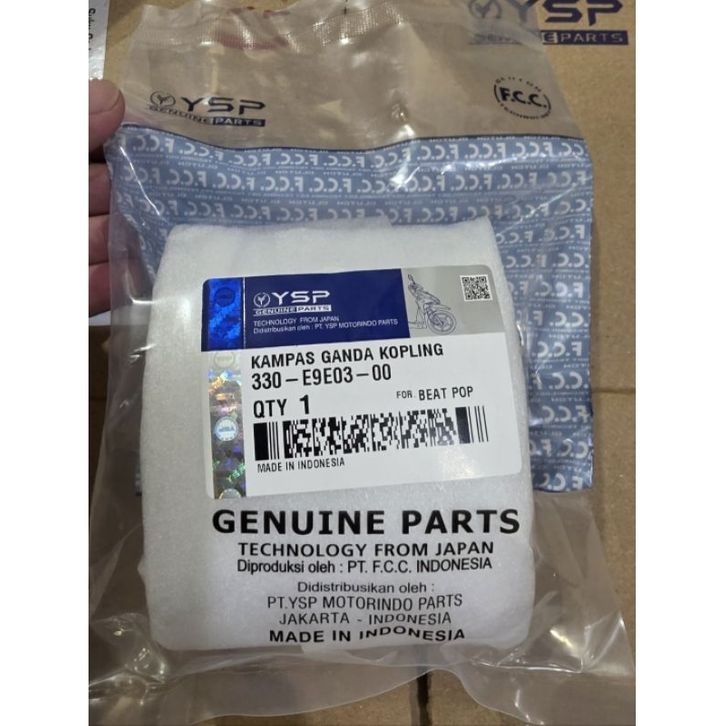 YSP
GENUINE PARTS
YSP
GENUINE PARTS
F.C.C.
F.C.C. F.C.C. F.C.C. F.C.C.
YSP
GENUINE PARTS
TECHNOLOGY FROM JAPAN
Didistribusikan oleh : PT. YSP MOTORINDO PARTS
KAMPAS GANDA KOPLING
330-E9E03-00
QTY 1
FOR. BEAT POP
MADE IN INDONESIA
GENUINE PARTS
TECHNOLOGY FROM JAPAN
Diproduksi oleh : PT. F.C.C. INDONESIA
Didistribusikan oleh :
PT.YSP MOTORINDO PARTS
JAKARTA - INDONESIA
MADE IN INDONESIA